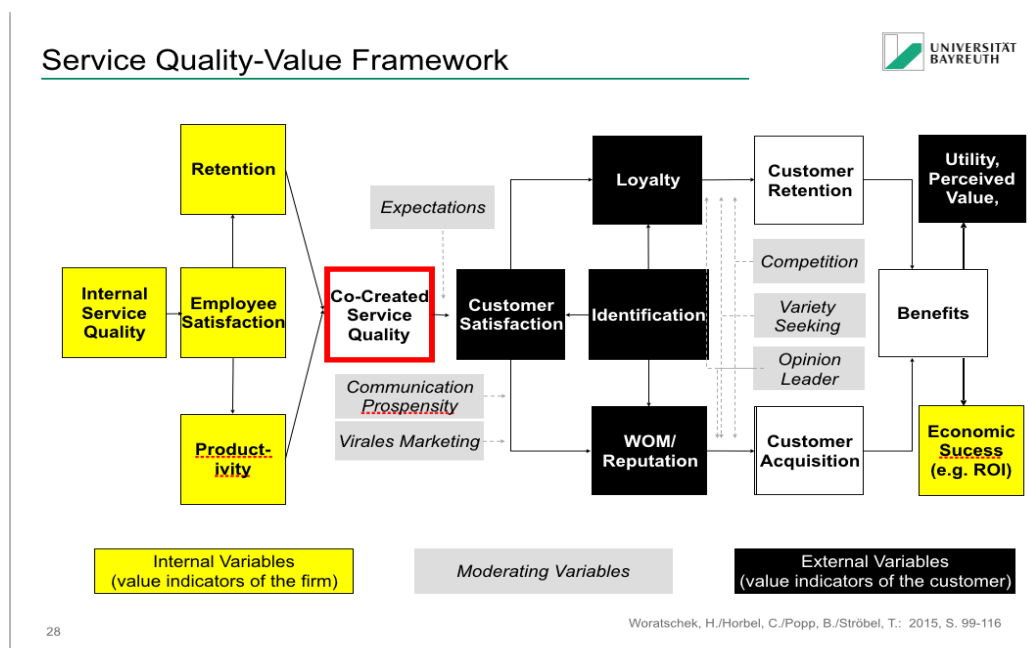 Service Quality-Value Framework
UNIVERSITÄT
BAYREUTH
Retention
Internal
Service
Quality
Employee
Satisfaction
Product-
ivity
Co-Created
Service
Quality
Expectations
Communication
Prospensity
Virales Marketing
Customer
Satisfaction
Loyalty
Identification
WOM/
Reputation
Customer
Retention
Competition
Variety
Seeking
Opinion
Leader
Customer
Acquisition
Utility,
Perceived
Value,
Benefits
Economic
Sucess
(e.g. ROI)
Internal Variables
(value indicators of the firm)
Moderating Variables
External Variables
(value indicators of the customer)
28
Woratschek, H./Horbel, C./Popp, B./Ströbel, T.: 2015, S. 99-116